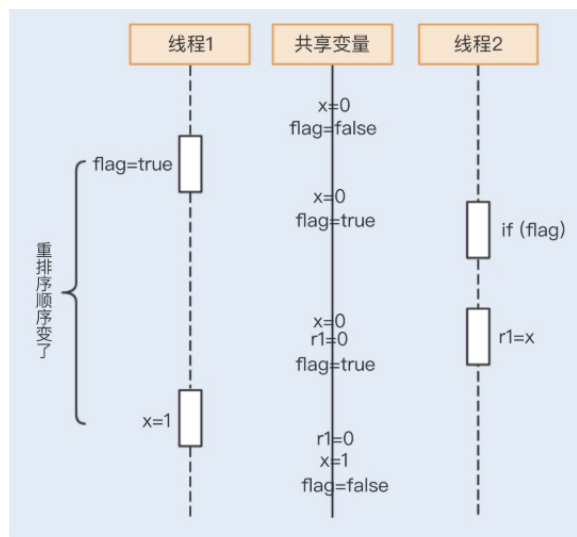 线程1
共享变量
线程2
x=0
flag=false
flag=true
x=0
flag=true
if (flag)
重排序顺序变了
x=0
r1=0
flag=true
r1=x
x=1
r1=0
x=1
flag=false